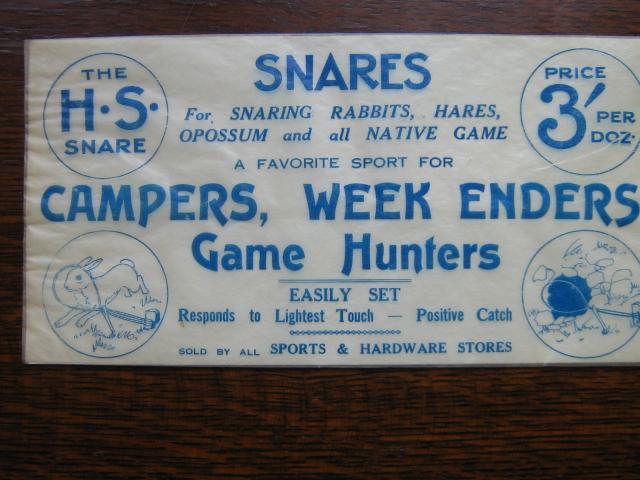 THE
H·S·
SNARE
SNARES
For SNARING RABBITS, HARES,
OPOSSUM and all NATIVE GAME
PRICE
3'/ PER
DOZ.
A FAVORITE SPORT FOR
CAMPERS, WEEK ENDERS
Game Hunters
EASILY SET
Responds to Lightest Touch — Positive Catch
SOLD BY ALL SPORTS & HARDWARE STORES